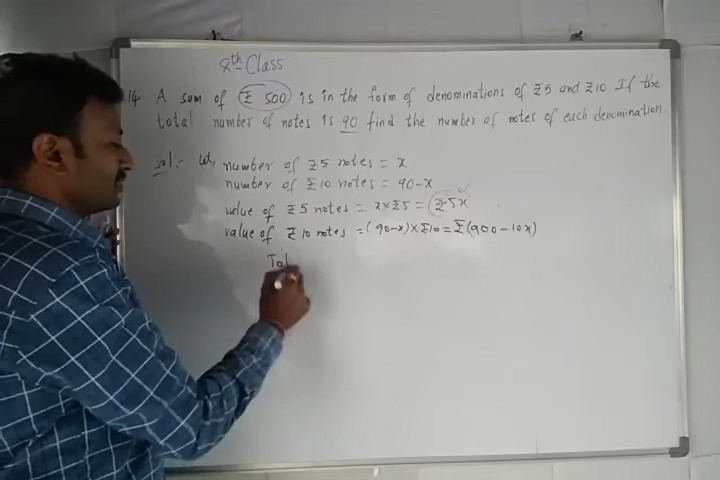 8th Class
14 A sum of ₹ 500 is in the form of denominations of ₹5 and ₹10. If the
total number of notes is 90 find the number of notes of each denomination.
Sol:- Let, number of ₹5 notes = x
number of ₹10 notes = 90-x
value of ₹5 notes = x×₹5 = ₹5x
value of ₹10 notes = (90-x)×₹10 = ₹(900-10x)
Tot